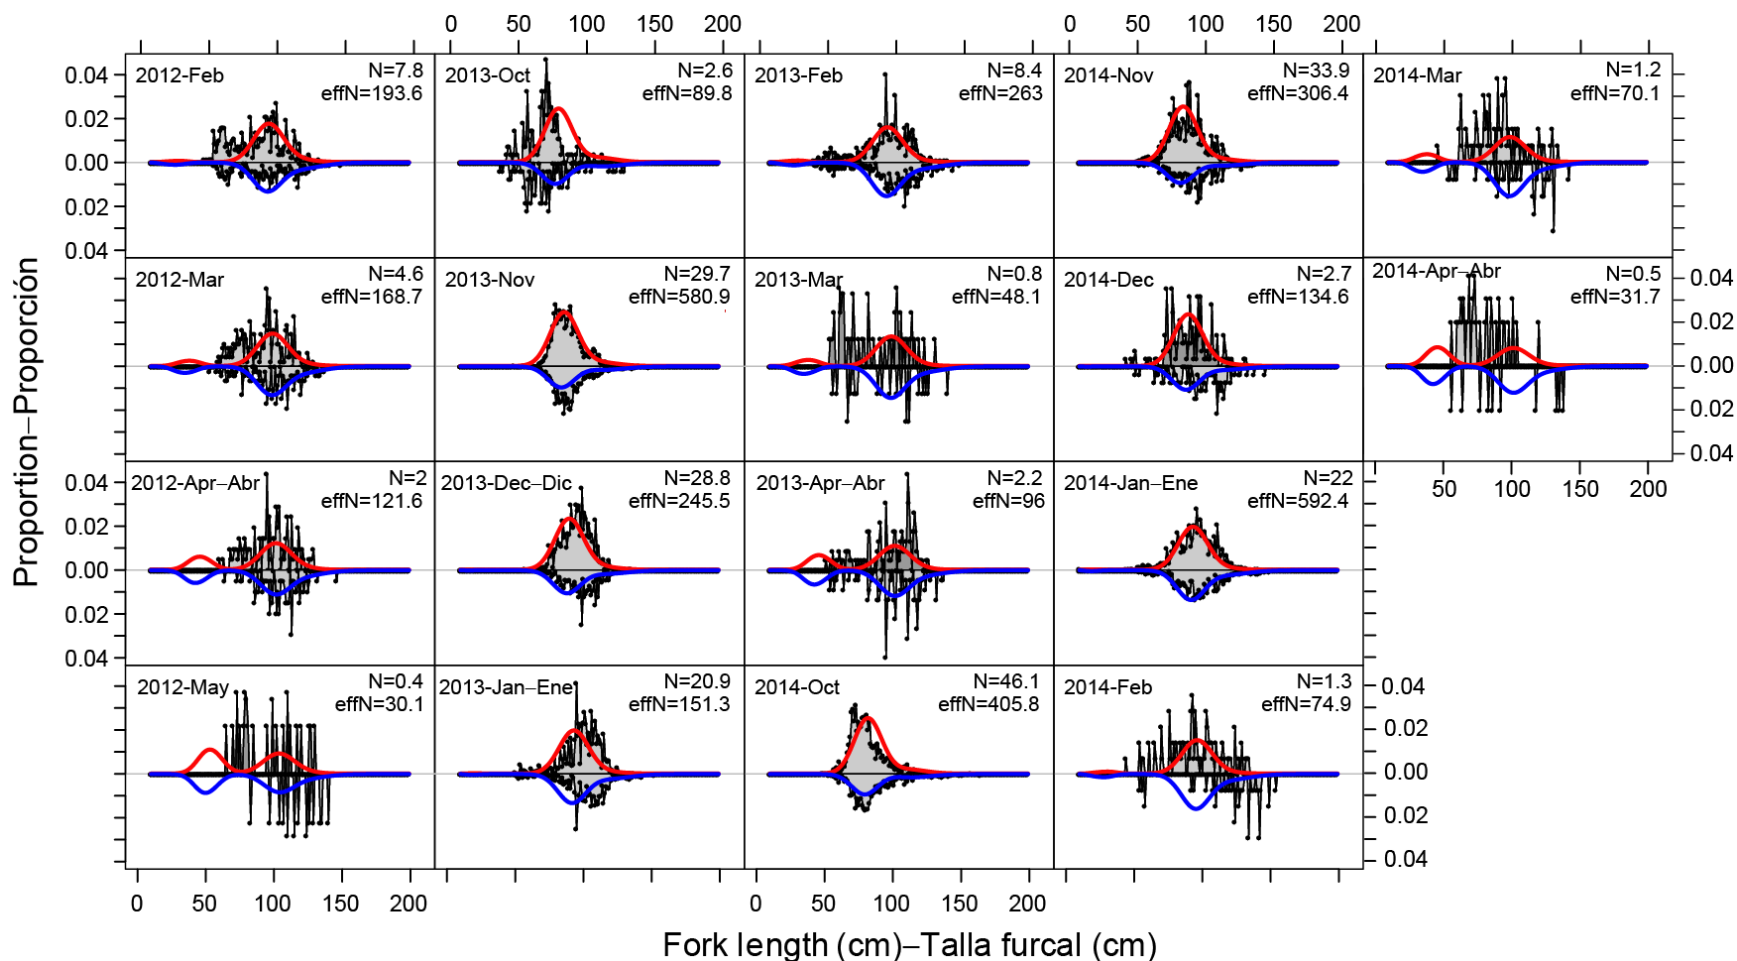 0 50 100 200
0 50 100 200
2012-Feb
N=7.8
effN=193.6
2013-Oct
N=2.6
effN=89.8
2013-Feb
N=8.4
effN=263
2014-Nov
N=33.9
effN=306.4
2014-Mar
N=1.2
effN=70.1
0.04
0.02
0.00
0.02
0.04
2012-Mar
N=4.6
effN=168.7
2013-Nov
N=29.7
effN=580.9
2013-Mar
N=0.8
effN=48.1
2014-Dec
N=2.7
effN=134.6
2014-Apr–Abr
N=0.5
effN=31.7
0.04
0.02
0.00
0.02
0.04
2012-Apr–Abr
N=2
effN=121.6
2013-Dec–Dic
N=28.8
effN=245.5
2013-Apr–Abr
N=2.2
effN=96
2014-Jan–Ene
N=22
effN=592.4
50 100 150 200
0.04
0.02
0.00
0.02
0.04
2012-May
N=0.4
effN=30.1
2013-Jan–Ene
N=20.9
effN=151.3
2014-Oct
N=46.1
effN=405.8
2014-Feb
N=1.3
effN=74.9
0.04
0.02
0.00
0.02
0.04
0 50 100 200
0 50 100 200
Proportion–Proporción
Fork length (cm)–Talla furcal (cm)